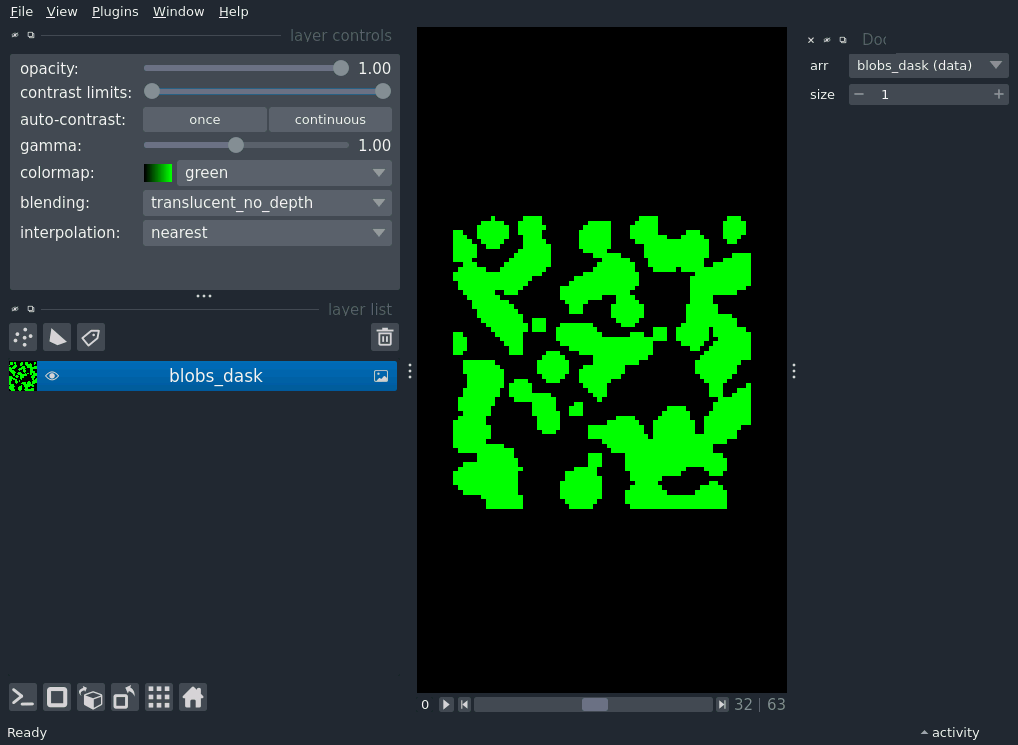 File View Plugins Window Help
layer controls
opacity: 1.00
contrast limits:
auto-contrast: once continuous
gamma: 1.00
colormap: green
blending: translucent_no_depth
interpolation: nearest
layer list
blobs_dask
0 32 | 63
Ready
activity
arr blobs_dask (data)
size 1